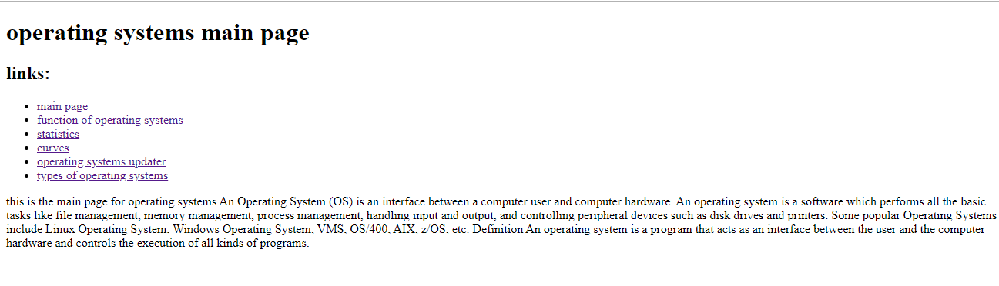 operating systems main page
links:
main page
function of operating systems
statistics
curves
operating systems updater
types of operating systems
this is the main page for operating systems An Operating System (OS) is an interface between a computer user and computer hardware. An operating system is a software which performs all the basic
tasks like file management, memory management, process management, handling input and output, and controlling peripheral devices such as disk drives and printers. Some popular Operating Systems
include Linux Operating System, Windows Operating System, VMS, OS/400, AIX, z/OS, etc. Definition An operating system is a program that acts as an interface between the user and the computer
hardware and controls the execution of all kinds of programs.